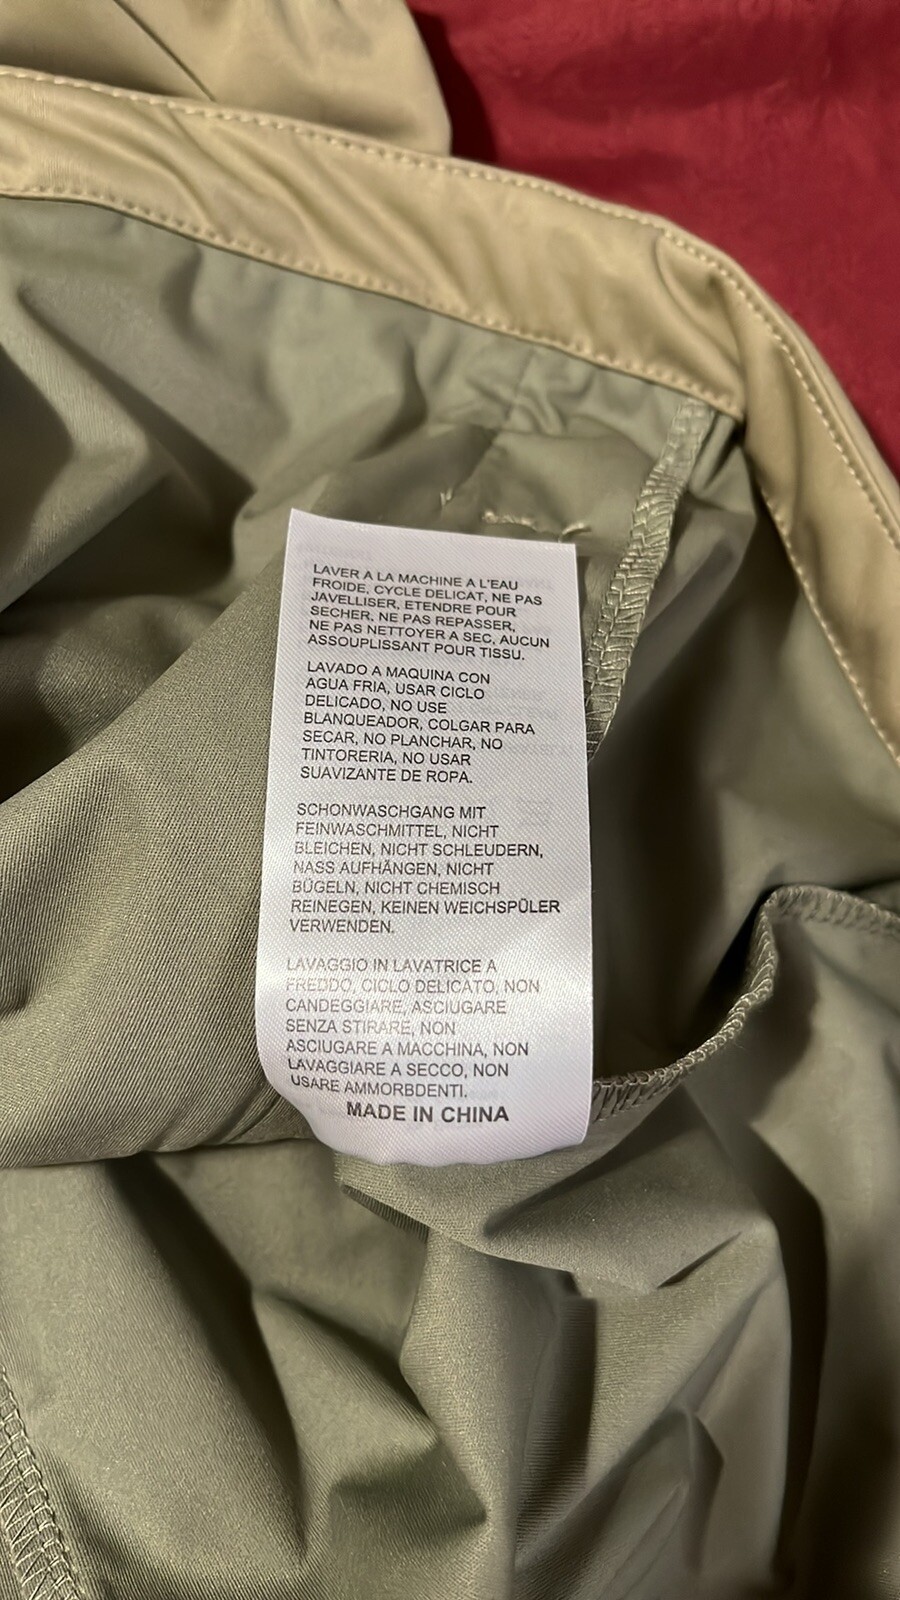 LAVER A LA MACHINE A L'EAU
FROIDE, CYCLE DELICAT, NE PAS
JAVELLISER, ETENDRE POUR
SECHER, NE PAS REPASSER,
NE PAS NETTOYER A SEC, AUCUN
ASSOUPLISSANT POUR TISSU.
LAVADO A MAQUINA CON
AGUA FRIA, USAR CICLO
DELICADO, NO USE
BLANQUEADOR, COLGAR PARA
SECAR, NO PLANCHAR, NO
TINTORERIA, NO USAR
SUAVIZANTE DE ROPA.
SCHONWASCHGANG MIT
FEINWASCHMITTEL, NICHT
BLEICHEN, NICHT SCHLEUDERN,
NASS AUFHÄNGEN, NICHT
BÜGELN, NICHT CHEMISCH
REINEGEN, KEINEN WEICHSPÜLER
VERWENDEN.
LAVAGGIO IN LAVATRICE A
FREDDO, CICLO DELICATO, NON
CANDEGGIARE, ASCIUGARE
SENZA STIRARE, NON
ASCIUGARE A MACCHINA, NON
LAVAGGIARE A SECCO, NON
USARE AMMORBDENTI.
MADE IN CHINA